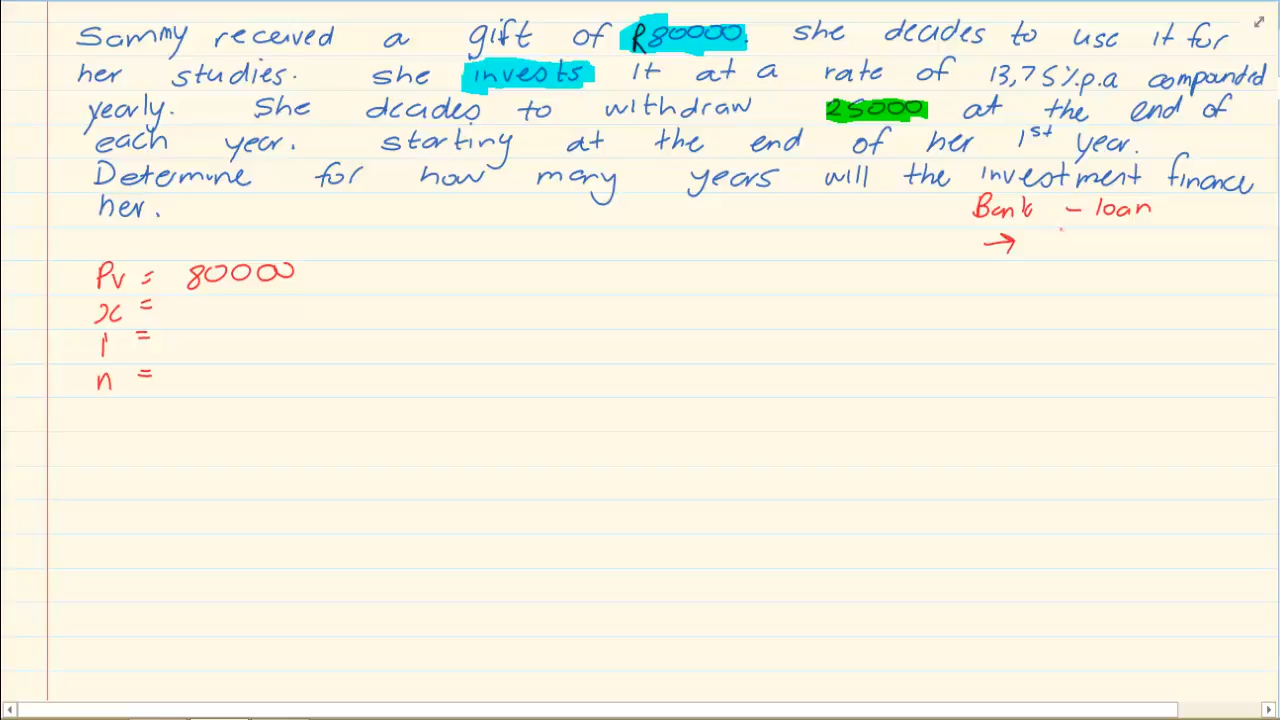 Sammy received a gift of R80000. She decides to use it for
her studies. She invests it at a rate of 13,75%.p.a compounded
yearly. She decides to withdraw 25000 at the end of
each year. starting at the end of her 1st year.
Determine for how many years will the investment finance
her.
Bank - loan
→
Pv = 80000
x =
i =
n =